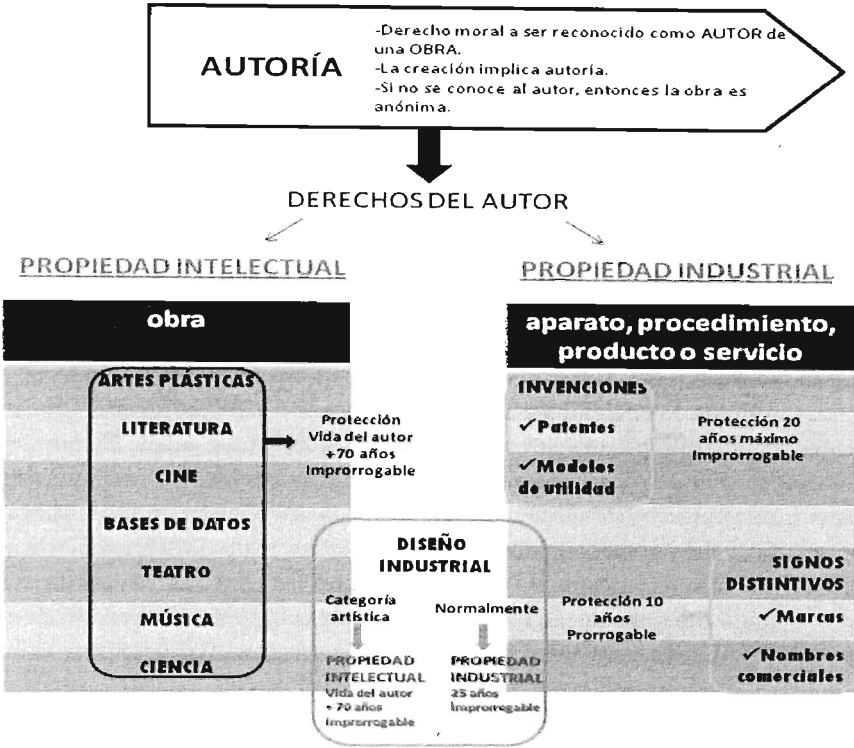 AUTORÍA
-Derecho moral a ser reconocido como AUTOR de
una OBRA.
-La creación implica autoría.
-Si no se conoce al autor, entonces la obra es
anónima.
DERECHOS DEL AUTOR
PROPIEDAD INTELECTUAL
obra
ARTES PLÁSTICAS
LITERATURA
CINE
BASES DE DATOS
TEATRO
MÚSICA
CIENCIA
Protección
Vida del autor
+70 años
Improrrogable
PROPIEDAD INDUSTRIAL
aparato, procedimiento,
producto o servicio
INVENCIONES
✓Patentes
✓Modelos
de utilidad
Protección 20
años máximo
Improrrogable
DISEÑO
INDUSTRIAL
Categoría
artística
PROPIEDAD
INTELECTUAL
Vida del autor
+ 70 años
Improrrogable
Normalmente
PROPIEDAD
INDUSTRIAL
25 años
Improrrogable
Protección 10
años
Prorrogable
SIGNOS
DISTINTIVOS
✓Marcas
✓Nombres
comerciales